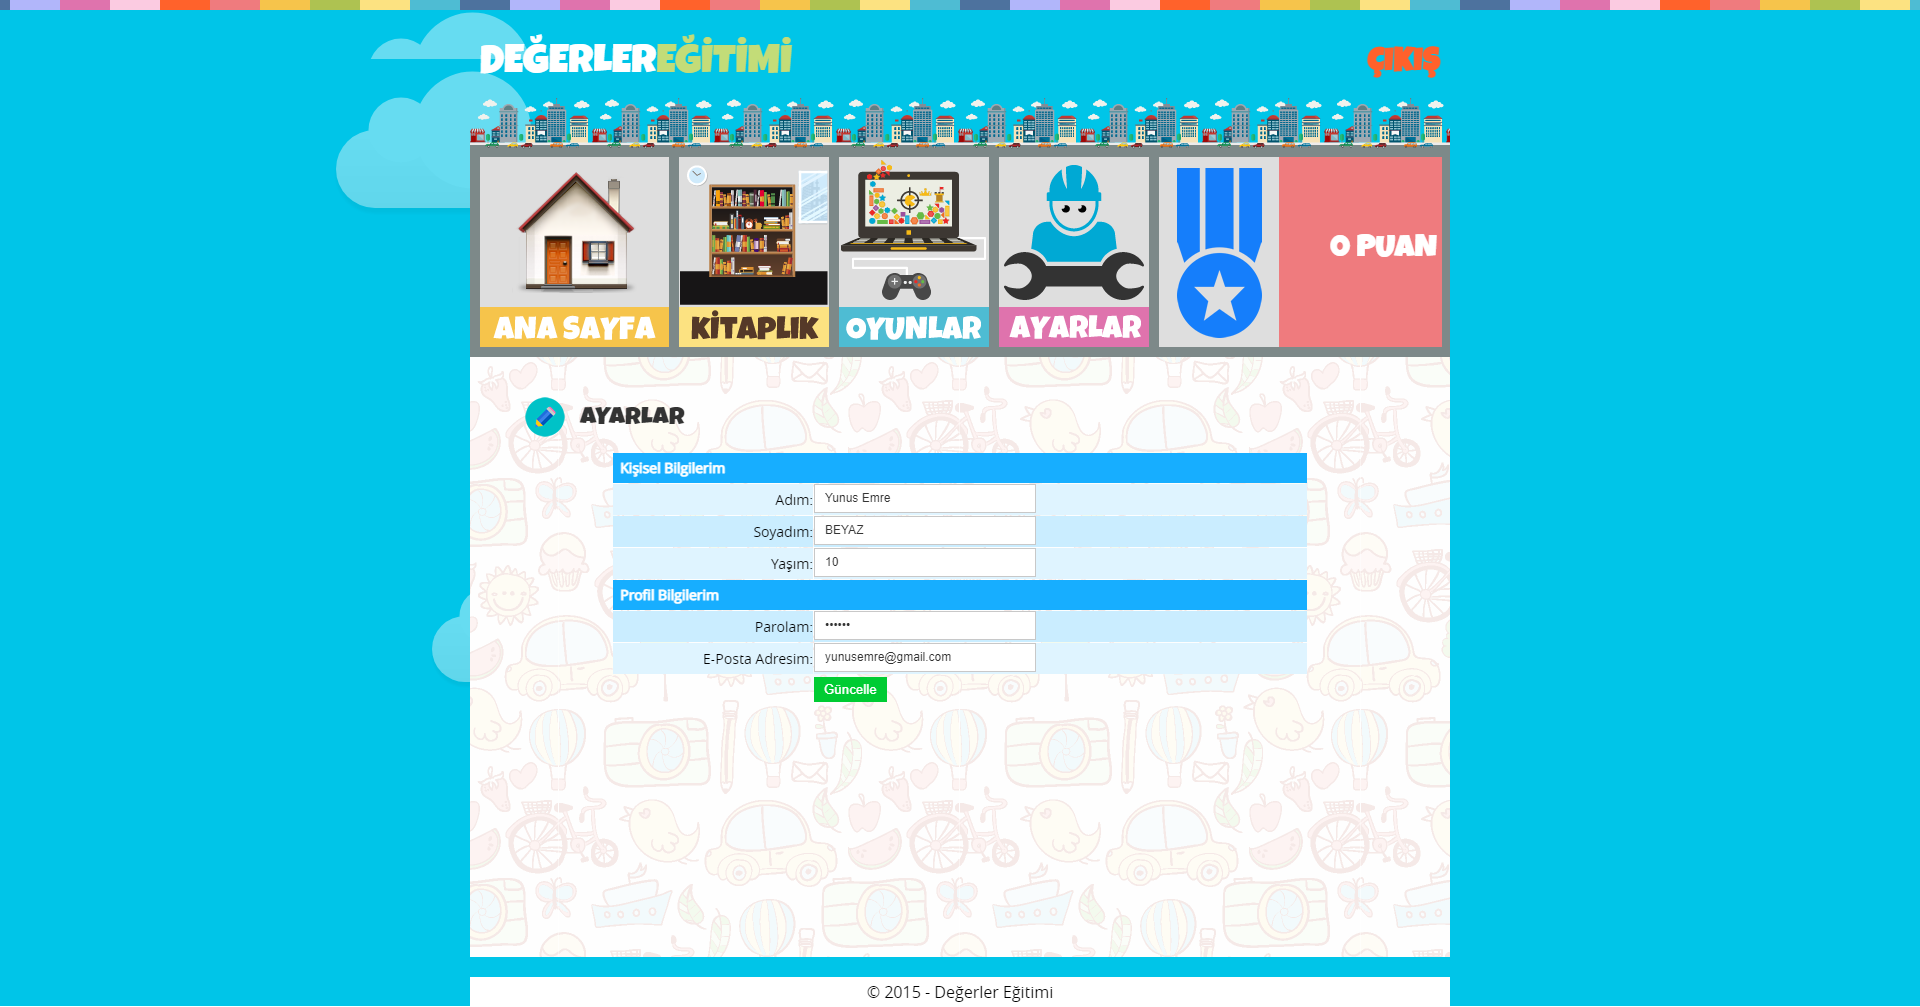 DEĞERLEREĞİTİMİ
ÇIKIŞ
ANA SAYFA
KİTAPLIK
OYUNLAR
AYARLAR
0 PUAN
AYARLAR
Kişisel Bilgilerim
Adım: Yunus Emre
Soyadım: BEYAZ
Yaşım: 10
Profil Bilgilerim
Parolam: ••••••
E-Posta Adresim: yunusemre@gmail.com
Güncelle
© 2015 - Değerler Eğitimi